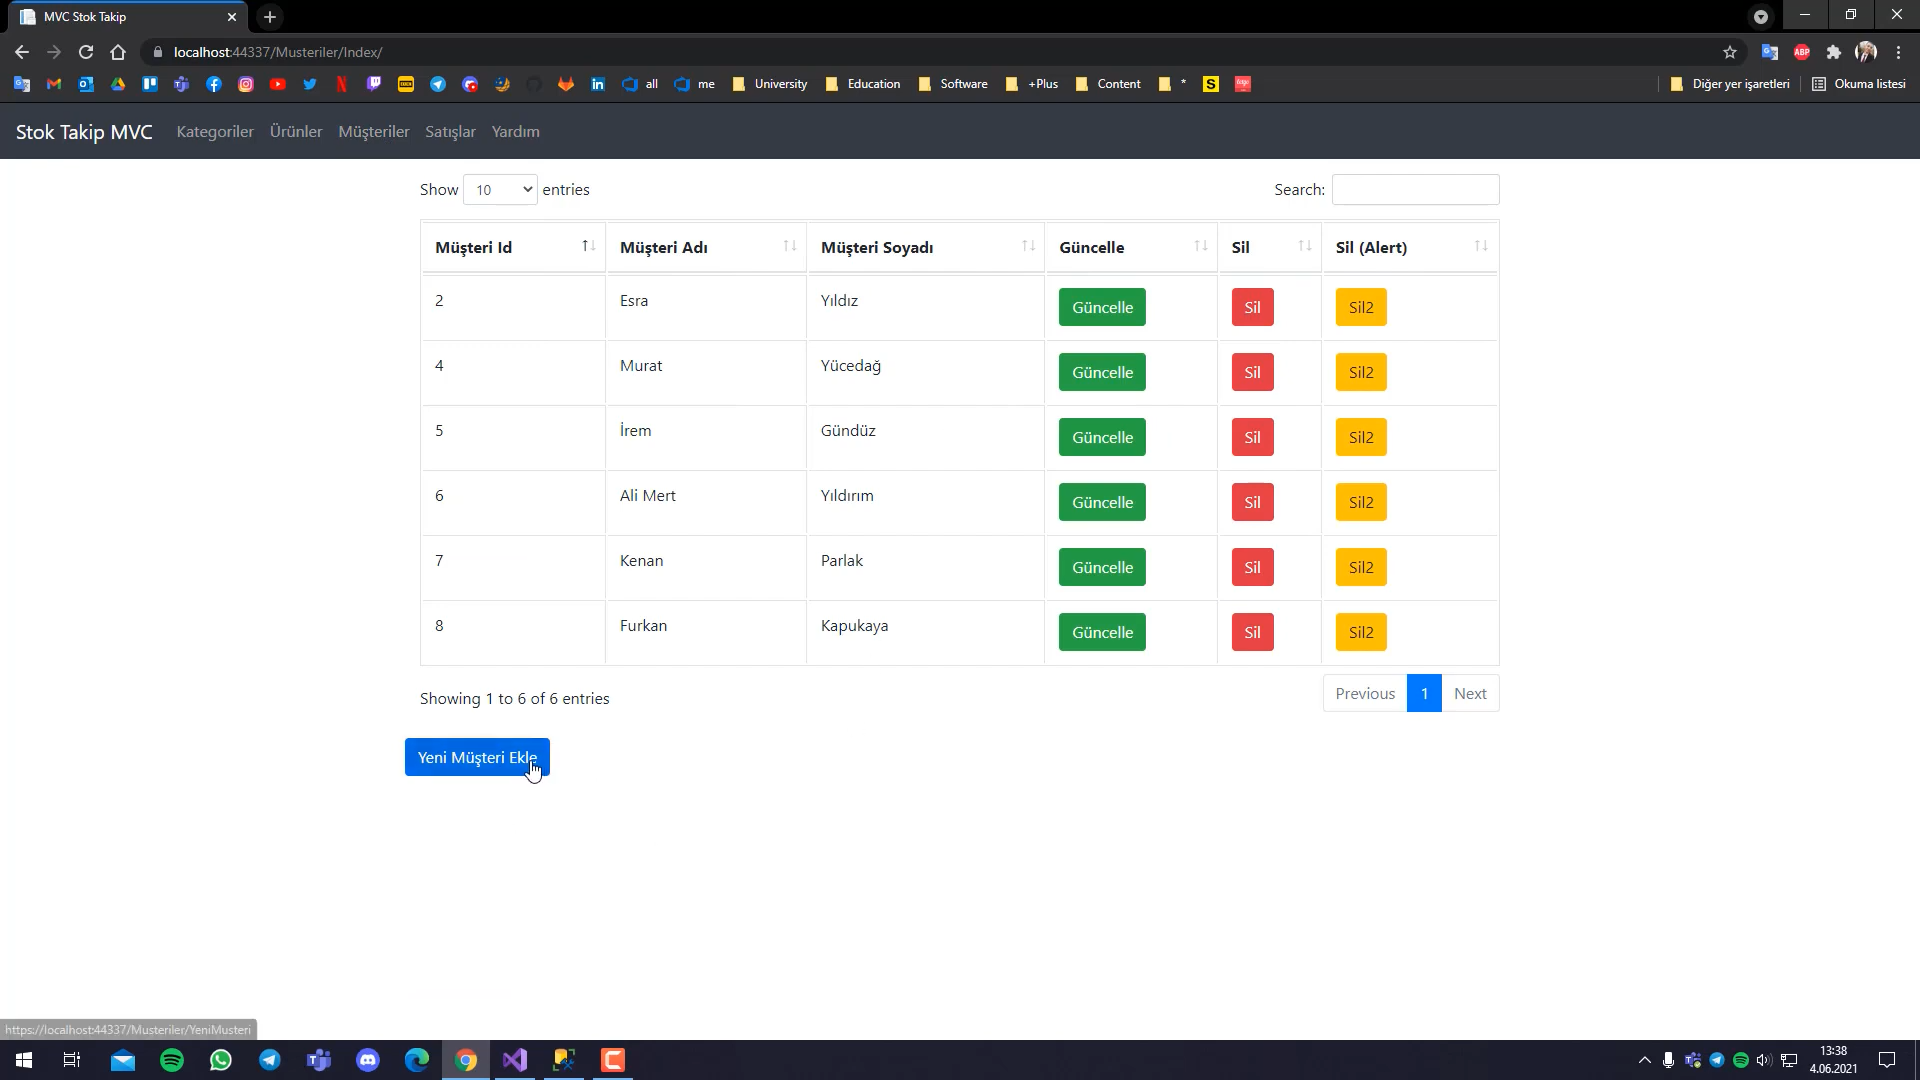 MVC Stok Takip
localhost:44337/Musteriler/Index/
all me University Education Software +Plus Content * Diğer yer işaretleri Okuma listesi
Stok Takip MVC Kategoriler Ürünler Müşteriler Satışlar Yardım
Show 10 entries Search:
Müşteri Id Müşteri Adı Müşteri Soyadı Güncelle Sil Sil (Alert)
2 Esra Yıldız Güncelle Sil Sil2
4 Murat Yücedağ Güncelle Sil Sil2
5 İrem Gündüz Güncelle Sil Sil2
6 Ali Mert Yıldırım Güncelle Sil Sil2
7 Kenan Parlak Güncelle Sil Sil2
8 Furkan Kapukaya Güncelle Sil Sil2
Showing 1 to 6 of 6 entries Previous 1 Next
Yeni Müşteri Ekle
https://localhost:44337/Musteriler/YeniMusteri
13:38
4.06.2021